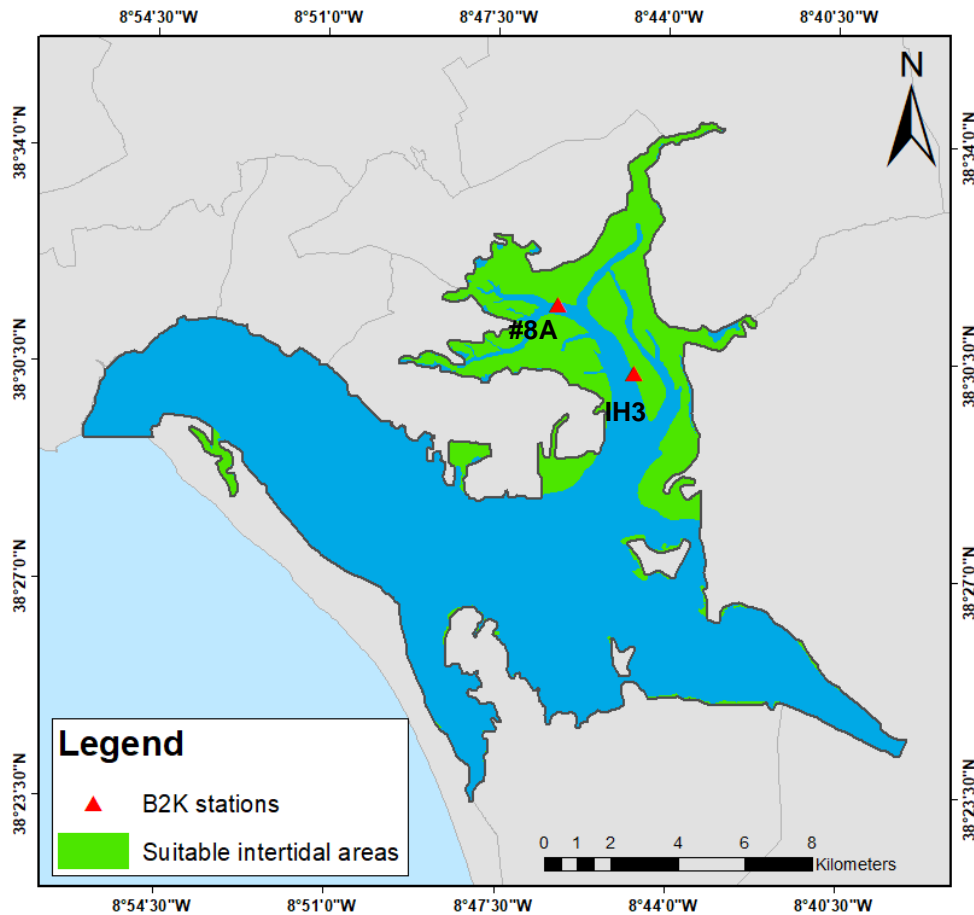 8°54'30"W 8°51'0"W 8°47'30"W 8°44'0"W 8°40'30"W
N
38°34'0"N 38°34'0"N
#8A
38°30'30"N 38°30'30"N
IH3
38°27'0"N 38°27'0"N
Legend
B2K stations
Suitable intertidal areas
38°23'30"N 38°23'30"N
0 1 2 4 6 8
Kilometers
8°54'30"W 8°51'0"W 8°47'30"W 8°44'0"W 8°40'30"W